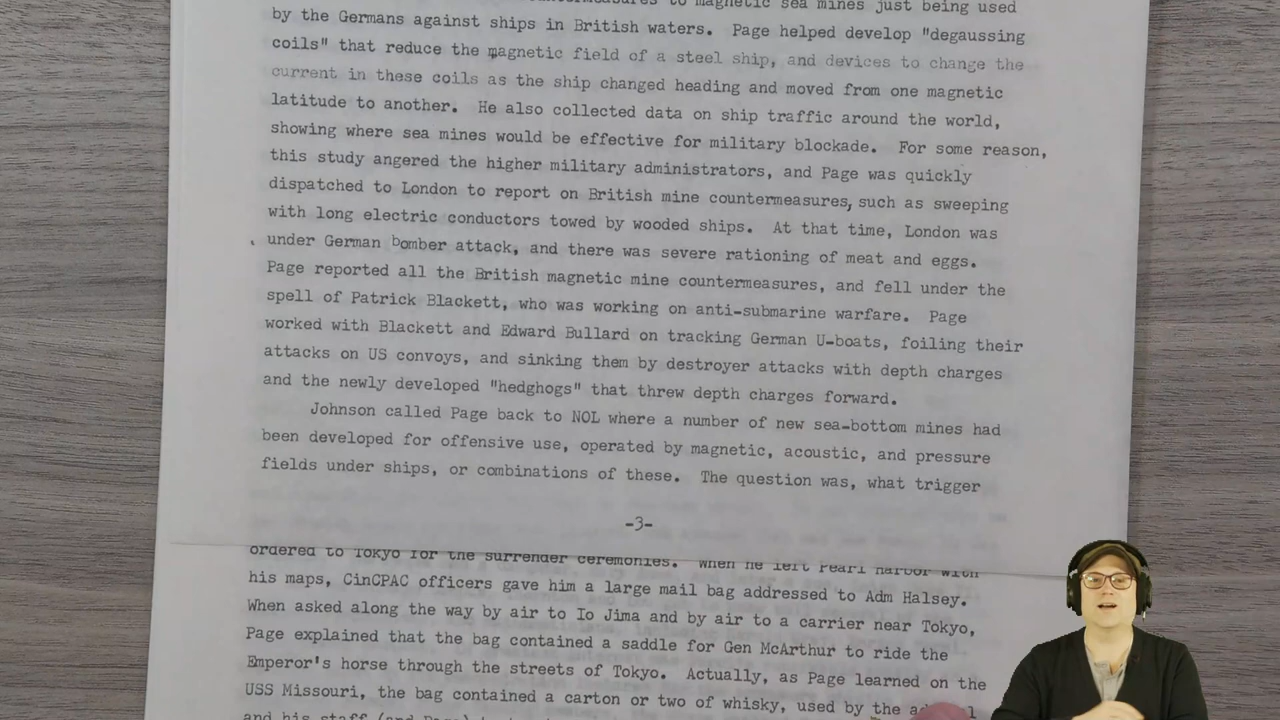 countermeasures to magnetic sea mines just being used
by the Germans against ships in British waters.  Page helped develop "degaussing
coils" that reduce the magnetic field of a steel ship, and devices to change the
current in these coils as the ship changed heading and moved from one magnetic
latitude to another.  He also collected data on ship traffic around the world,
showing where sea mines would be effective for military blockade.  For some reason,
this study angered the higher military administrators, and Page was quickly
dispatched to London to report on British mine countermeasures, such as sweeping
with long electric conductors towed by wooded ships.  At that time, London was
under German bomber attack, and there was severe rationing of meat and eggs.
Page reported all the British magnetic mine countermeasures, and fell under the
spell of Patrick Blackett, who was working on anti-submarine warfare.  Page
worked with Blackett and Edward Bullard on tracking German U-boats, foiling their
attacks on US convoys, and sinking them by destroyer attacks with depth charges
and the newly developed "hedghogs" that threw depth charges forward.
Johnson called Page back to NOL where a number of new sea-bottom mines had
been developed for offensive use, operated by magnetic, acoustic, and pressure
fields under ships, or combinations of these.  The question was, what trigger
-3-
ordered to Tokyo for the surrender ceremonies.  When he left Pearl Harbor with
his maps, CinCPAC officers gave him a large mail bag addressed to Adm Halsey.
When asked along the way by air to Io Jima and by air to a carrier near Tokyo,
Page explained that the bag contained a saddle for Gen McArthur to ride the
Emperor's horse through the streets of Tokyo.  Actually, as Page learned on the
USS Missouri, the bag contained a carton or two of whisky, used by the
and his staff (and Page)